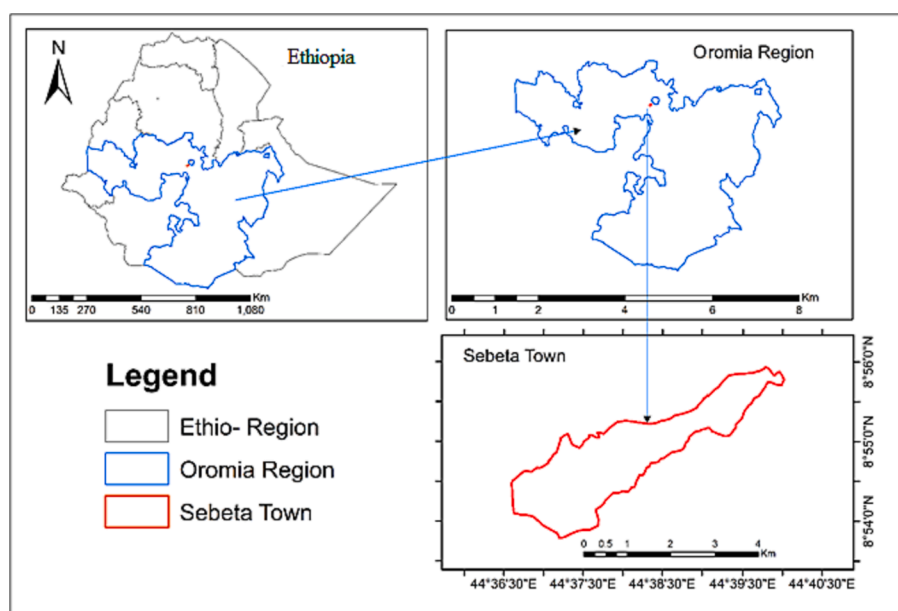 N
Ethiopia
Km
0 135 270 540 810 1,080
Oromia Region
0 1 2 4 6 8
Legend
Ethio- Region
Oromia Region
Sebeta Town
Sebeta Town
8°56'0"N
8°55'0"N
8°54'0"N
0 0.5 1 2 3 4
Km
44°36'30"E 44°37'30"E 44°38'30"E 44°39'30"E 44°40'30"E